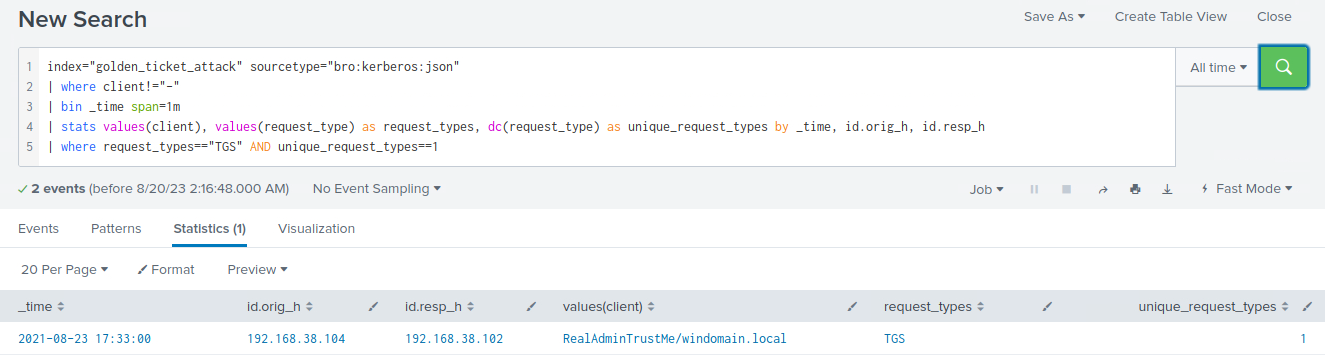 New Search
Save As Create Table View Close
1 index="golden_ticket_attack" sourcetype="bro:kerberos:json"
2 | where client!="-"
3 | bin _time span=1m
4 | stats values(client), values(request_type) as request_types, dc(request_type) as unique_request_types by _time, id.orig_h, id.resp_h
5 | where request_types=="TGS" AND unique_request_types==1
All time
2 events (before 8/20/23 2:16:48.000 AM) No Event Sampling
Job Fast Mode
Events Patterns Statistics (1) Visualization
20 Per Page Format Preview
_time id.orig_h id.resp_h values(client) request_types unique_request_types
2021-08-23 17:33:00 192.168.38.104 192.168.38.102 RealAdminTrustMe/windomain.local TGS 1